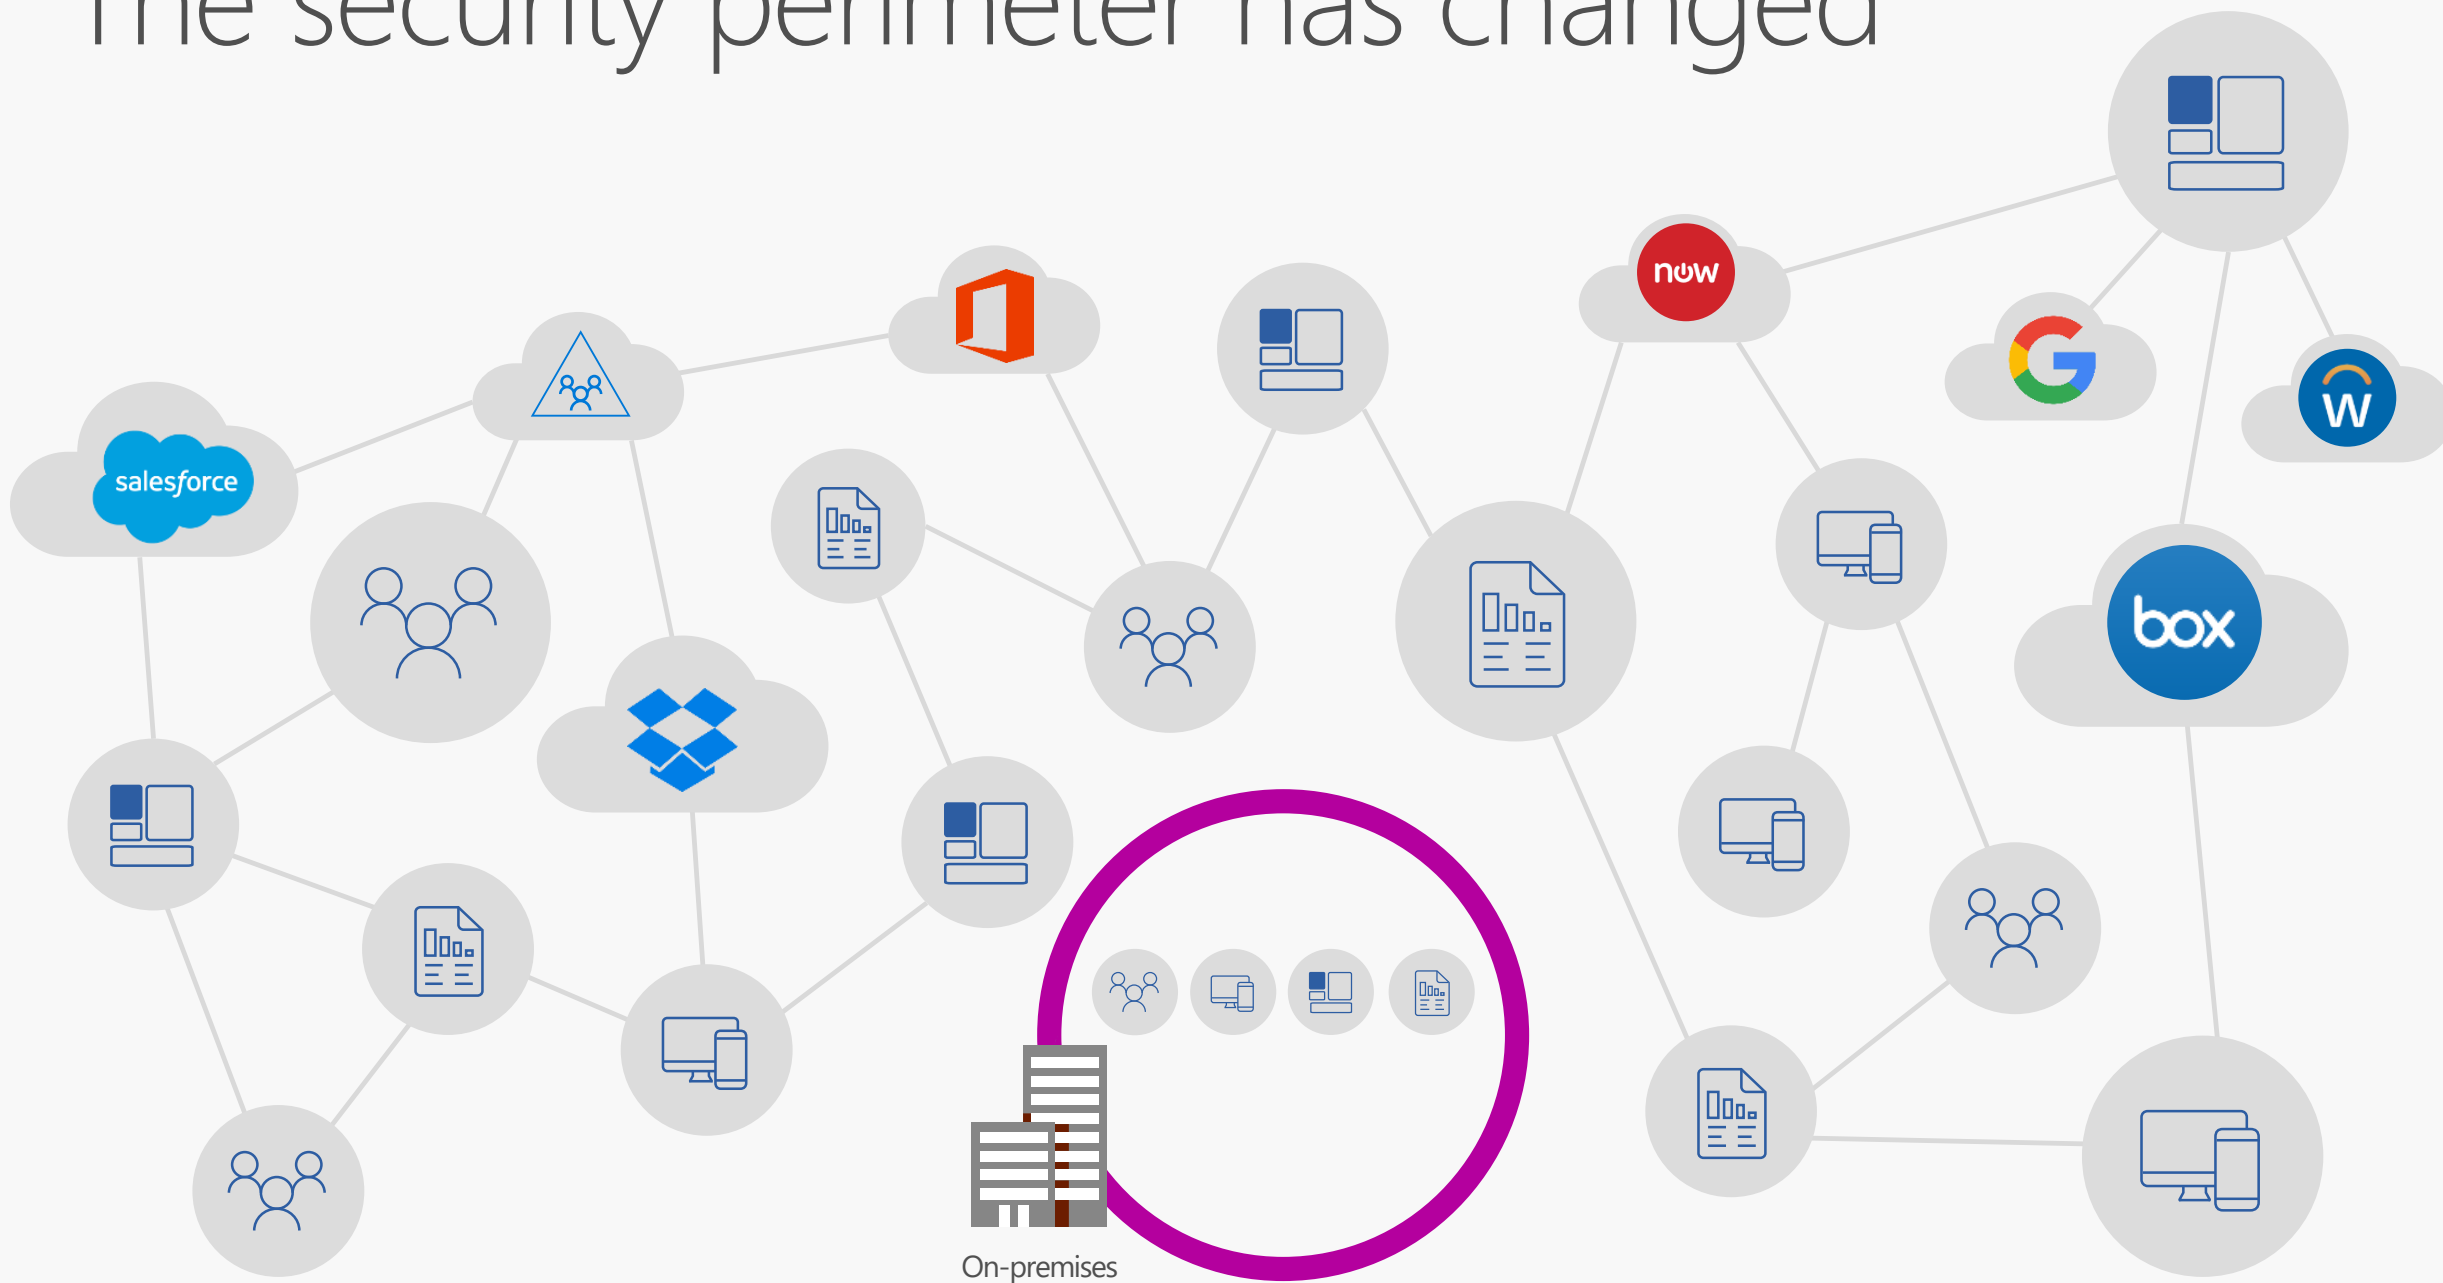 The security perimeter has changed
now
salesforce
W
box
On-premises